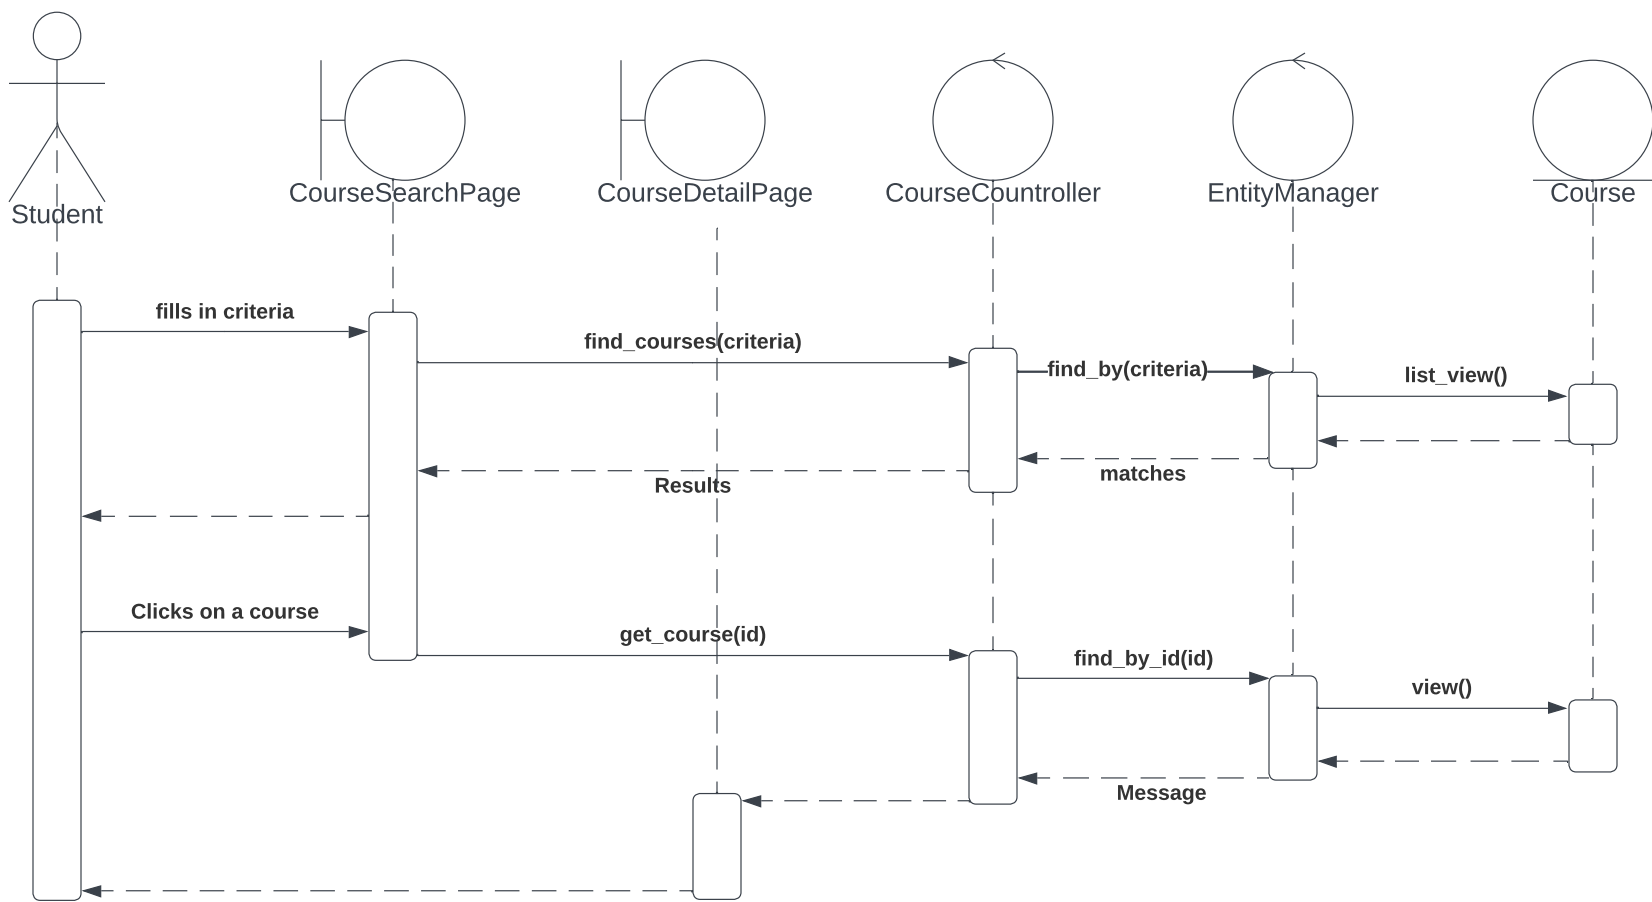 Student
CourseSearchPage
CourseDetailPage
CourseCountroller
EntityManager
Course
fills in criteria
find_courses(criteria)
find_by(criteria)
list_view()
matches
Results
Clicks on a course
get_course(id)
find_by_id(id)
view()
Message